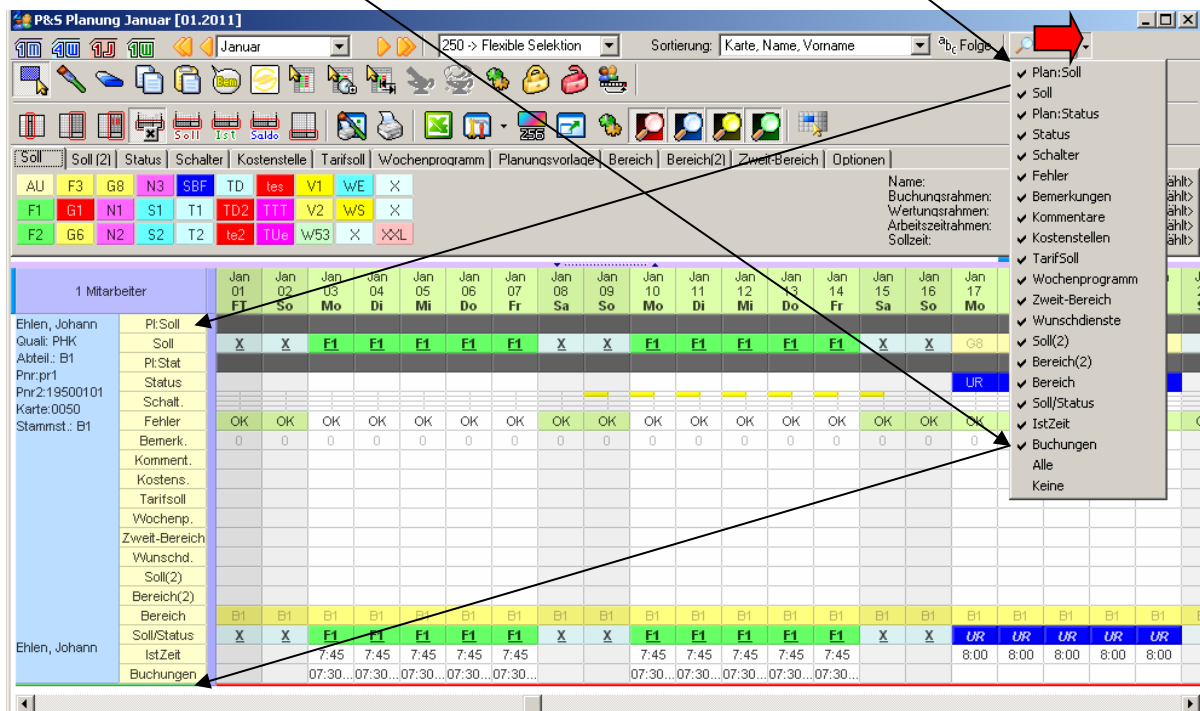 P&S Planung Januar [01.2011]
Januar 250 -> Flexible Selektion Sortierung: Karte, Name, Vorname abc Folge
Bem
Soll Ist Saldo 256
Soll Soll (2) Status Schalter Kostenstelle Tarifsoll Wochenprogramm Planungsvorlage Bereich Bereich(2) Zweit-Bereich Optionen
AU F3 G8 N3 SBF TD tes V1 WE X
F1 G1 N1 S1 T1 TD2 TTT V2 WS X
F2 G6 N2 S2 T2 te2 TUe W53 X XXL
Name: ählt>
Buchungsrahmen: ählt>
Wertungsrahmen: ählt>
Arbeitszeitrahmen: ählt>
Sollzeit: ählt>
Plan:Soll
Soll
Plan:Status
Status
Schalter
Fehler
Bemerkungen
Kommentare
Kostenstellen
TarifSoll
Wochenprogramm
Zweit-Bereich
Wunschdienste
Soll(2)
Bereich(2)
Bereich
Soll/Status
IstZeit
Buchungen
Alle
Keine
1 Mitarbeiter
Jan Jan Jan Jan Jan Jan Jan Jan Jan Jan Jan Jan Jan Jan Jan Jan Jan
01 02 03 04 05 06 07 08 09 10 11 12 13 14 15 16 17
FT So Mo Di Mi Do Fr Sa So Mo Di Mi Do Fr Sa So Mo
Ehlen, Johann
Quali: PHK
Abteil.: B1
Pnr:pr1
Pnr2:19500101
Karte:0050
Stammst.: B1
Ehlen, Johann
Pl:Soll
Soll X X F1 F1 F1 F1 F1 X X F1 F1 F1 F1 F1 X X G8
Pl:Stat
Status UR
Schalt.
Fehler OK OK OK OK OK OK OK OK OK OK OK OK OK OK OK OK OK
Bemerk. 0 0 0 0 0 0 0 0 0 0 0 0 0 0 0 0 0
Komment.
Kostens.
Tarifsoll
Wochenp.
Zweit-Bereich
Wunschd.
Soll(2)
Bereich(2)
Bereich B1 B1 B1 B1 B1 B1 B1 B1 B1 B1 B1 B1 B1 B1 B1 B1 B1 B1 B1 B1 B1
Soll/Status X X F1 F1 F1 F1 F1 X X F1 F1 F1 F1 F1 X X UR UR UR UR UR
IstZeit 7:45 7:45 7:45 7:45 7:45 7:45 7:45 7:45 7:45 7:45 8:00 8:00 8:00 8:00 8:00
Buchungen 07:30... 07:30... 07:30... 07:30... 07:30... 07:30... 07:30... 07:30... 07:30... 07:30...